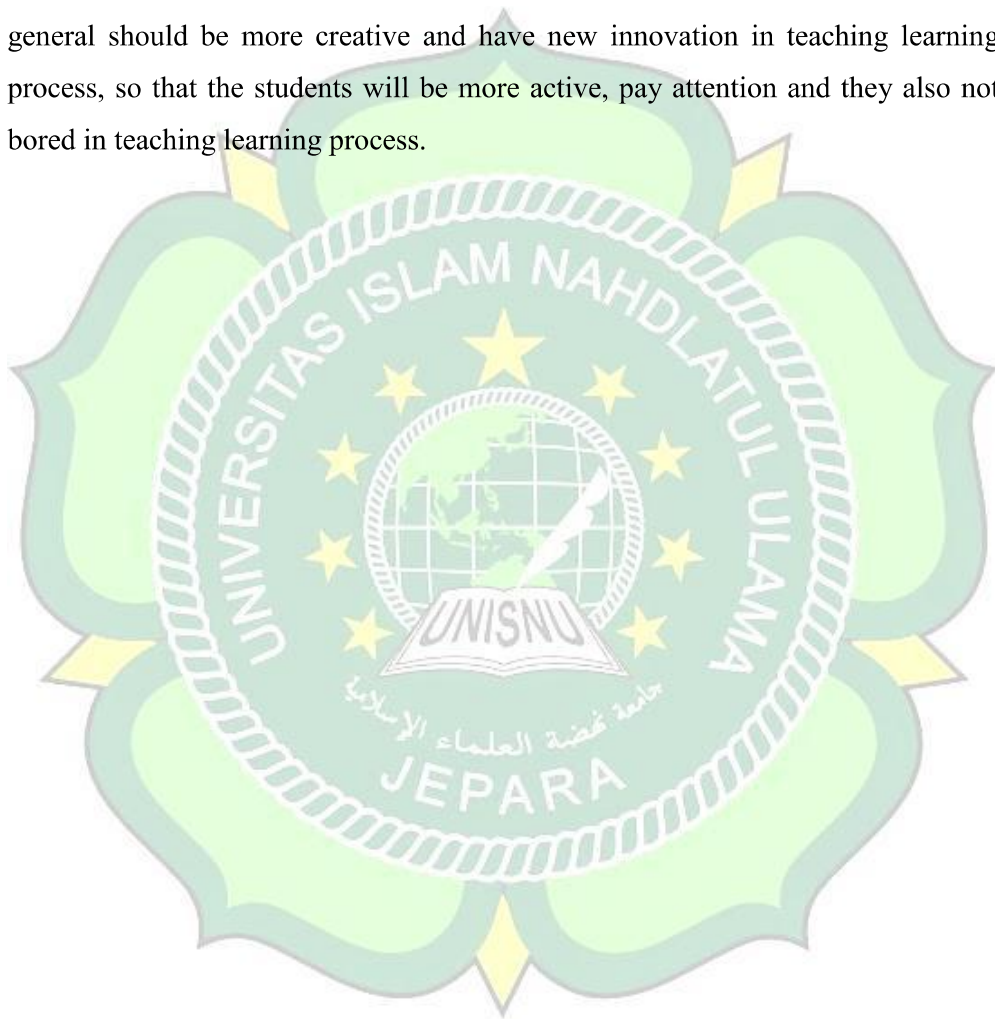 general should be more creative and have new innovation in teaching learning
process, so that the students will be more active, pay attention and they also not
bored in teaching learning process.
UNIVERSITAS ISLAM NAHDLATUL ULAMA
UNISNU
جامعة نهضة العلماء الإسلامية
JEPARA